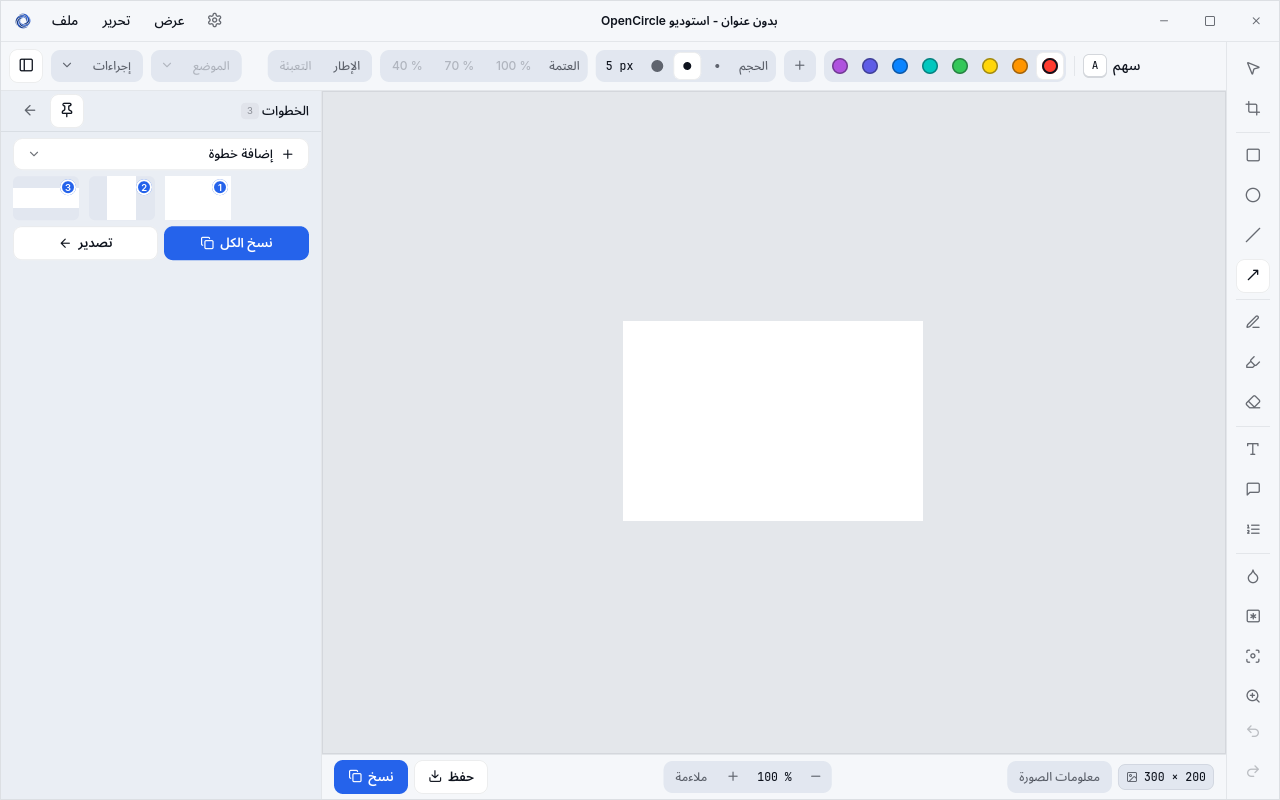 ملف تحرير عرض بدون عنوان - استوديو OpenCircle
سهم A
الحجم 5 px
العتمة 100 % 70 % 40 %
الإطار التعبئة
الموضع
إجراءات
الخطوات 3
إضافة خطوة
1 2 3
نسخ الكل
تصدير
200 × 300
معلومات الصورة
100 %
ملاءمة
حفظ
نسخ